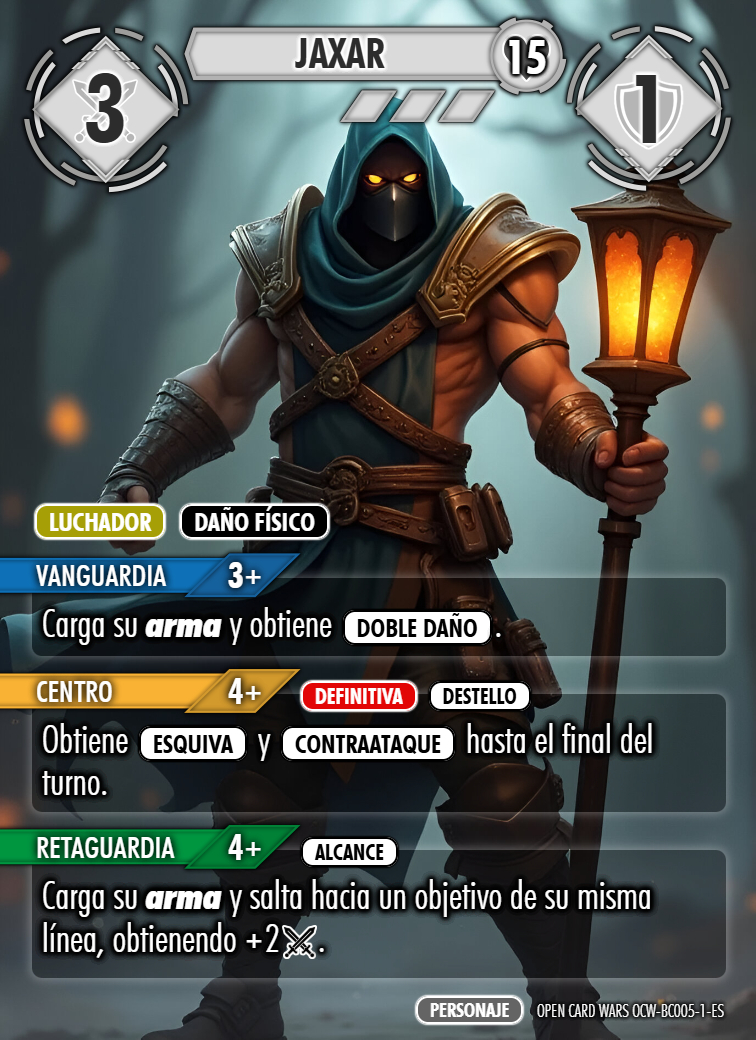 3
JAXAR
15
1
LUCHADOR DAÑO FÍSICO
VANGUARDIA 3+
Carga su arma y obtiene DOBLE DAÑO.
CENTRO 4+ DEFINITIVA DESTELLO
Obtiene ESQUIVA y CONTRAATAQUE hasta el final del
turno.
RETAGUARDIA 4+ ALCANCE
Carga su arma y salta hacia un objetivo de su misma
línea, obtienendo +2.
PERSONAJE OPEN CARD WARS OCW-BC005-1-ES